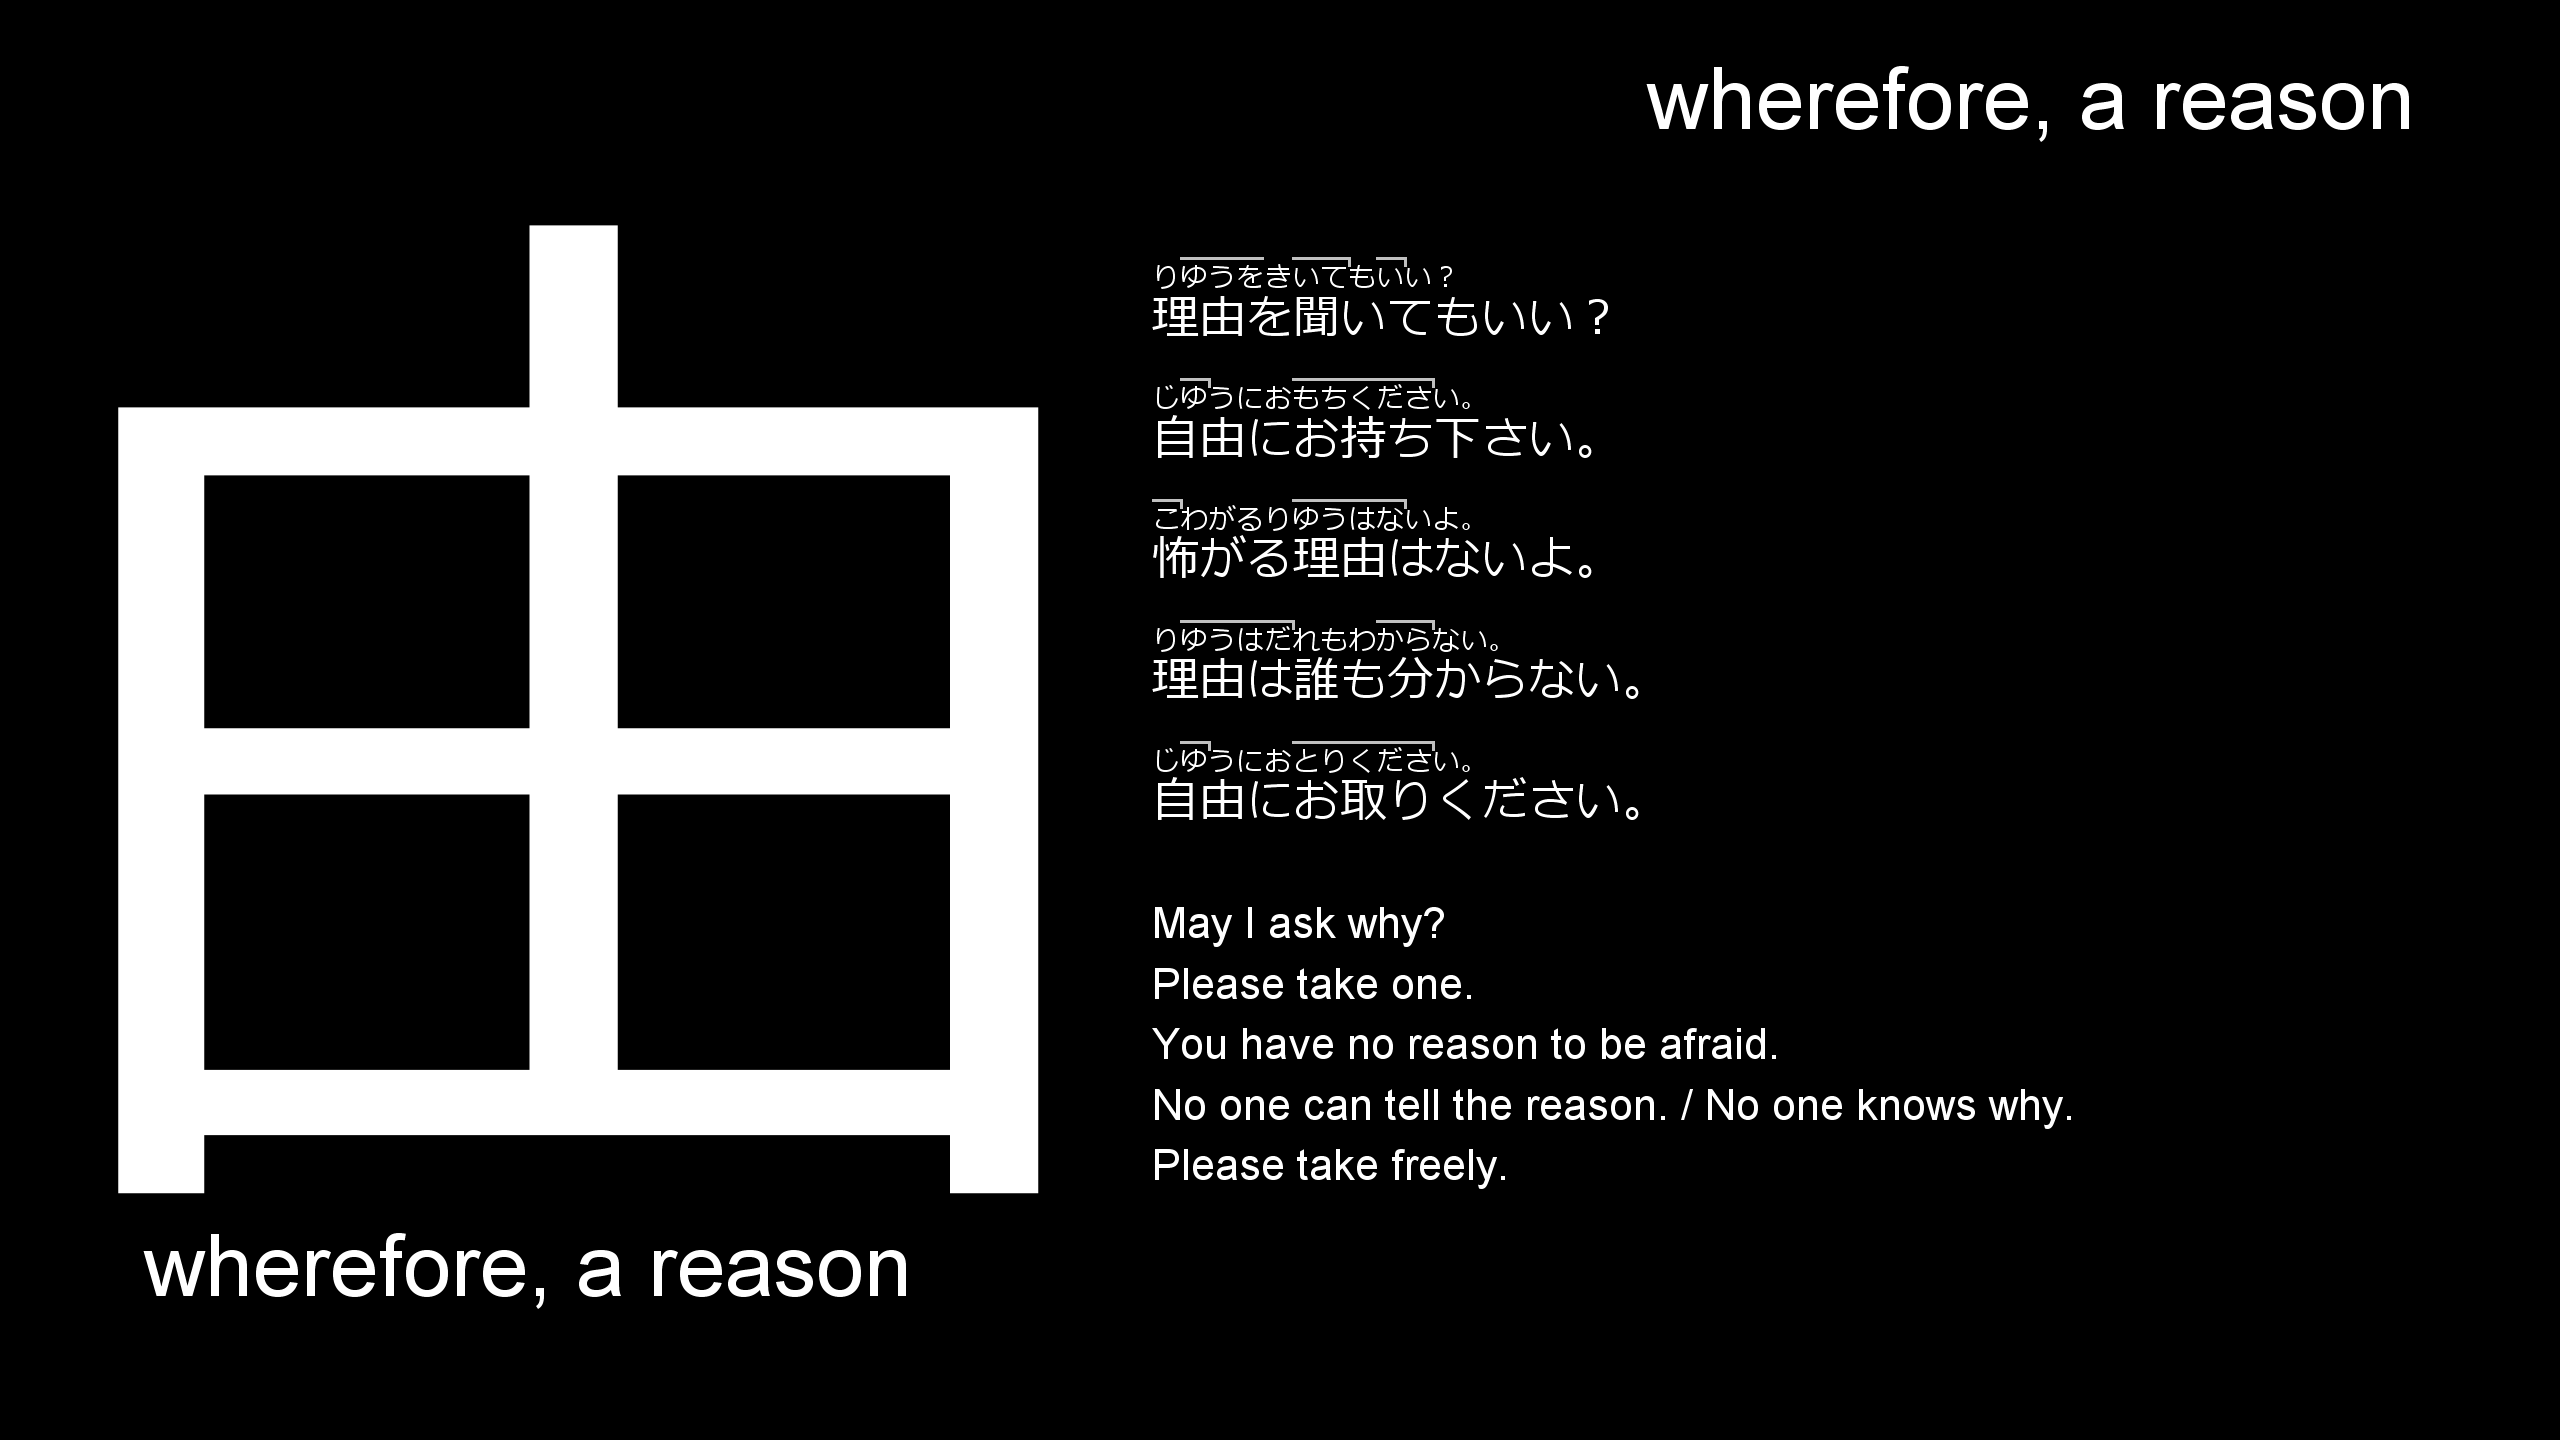 wherefore, a reason
由
wherefore, a reason
りゆうをきいてもいい？
理由を聞いてもいい？
じゆうにおもちください。
自由にお持ち下さい。
こわがるりゆうはないよ。
怖がる理由はないよ。
りゆうはだれもわからない。
理由は誰も分からない。
じゆうにおとりください。
自由にお取りください。
May I ask why?
Please take one.
You have no reason to be afraid.
No one can tell the reason. / No one knows why.
Please take freely.